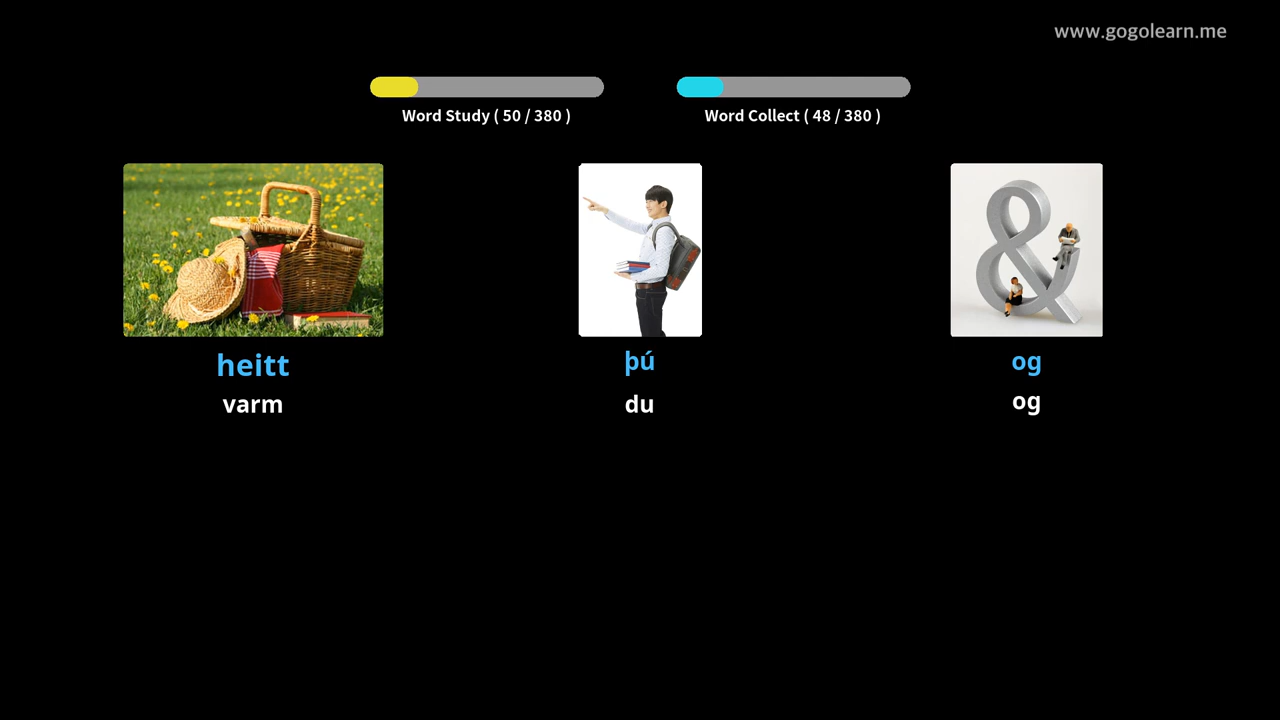 www.gogolearn.me
Word Study ( 50 / 380 )
Word Collect ( 48 / 380 )
heitt
varm
þú
du
og
og